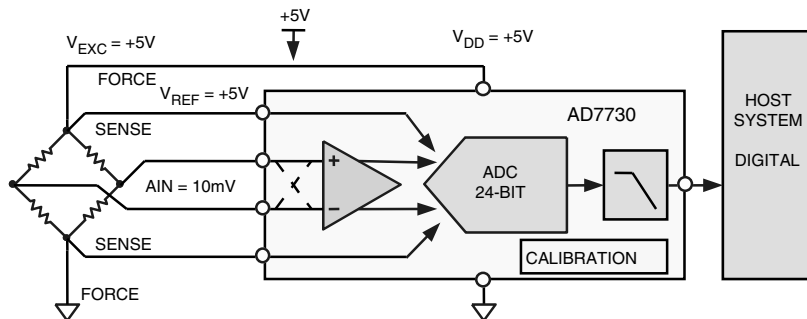 +5V
V_EXC = +5V
V_DD = +5V
FORCE
V_REF = +5V
AD7730
SENSE
HOST
SYSTEM
DIGITAL
+
ADC
24-BIT
AIN = 10mV
−
SENSE
CALIBRATION
FORCE